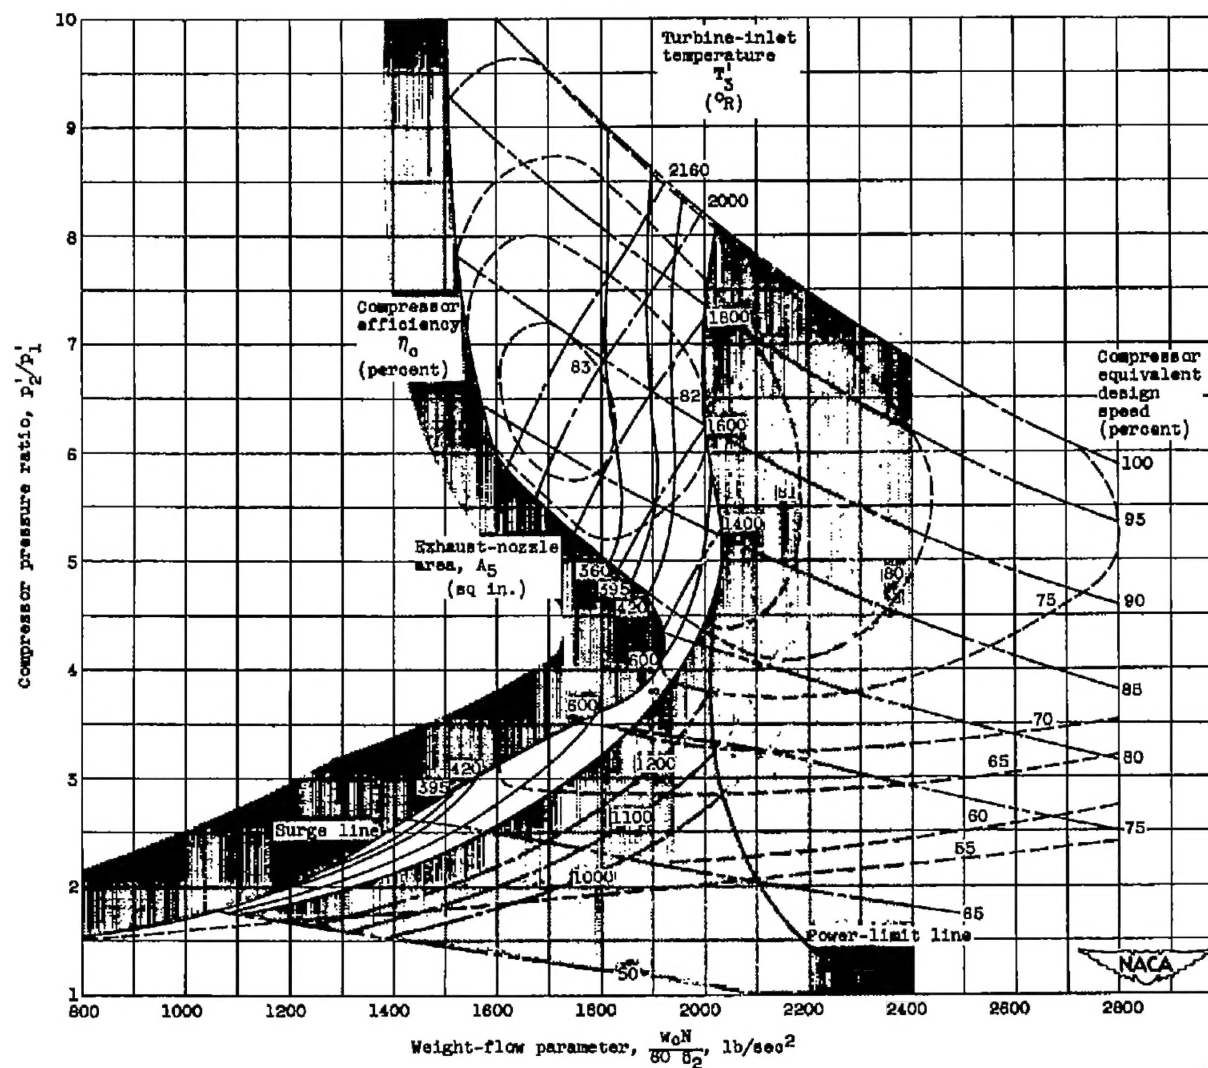 10
9
8
7
6
5
4
3
2
1
Compressor pressure ratio, p'2/p'1
Turbine-inlet
temperature
T'3
(°R)
2160
2000
1800
1600
1400
1200
1100
1000
Compressor
efficiency
ηc
(percent)
83
82
81
80
75
70
65
60
55
Compressor
equivalent
design
speed
(percent)
100
95
90
85
80
75
65
50
Exhaust-nozzle
area, A5
(sq in.)
360
395
420
600
600
420
395
Surge line
Power-limit line
NACA
800
1000
1200
1400
1600
1800
2000
2200
2400
2600
2800
Weight-flow parameter, wcN / 60 δ2, lb/sec2